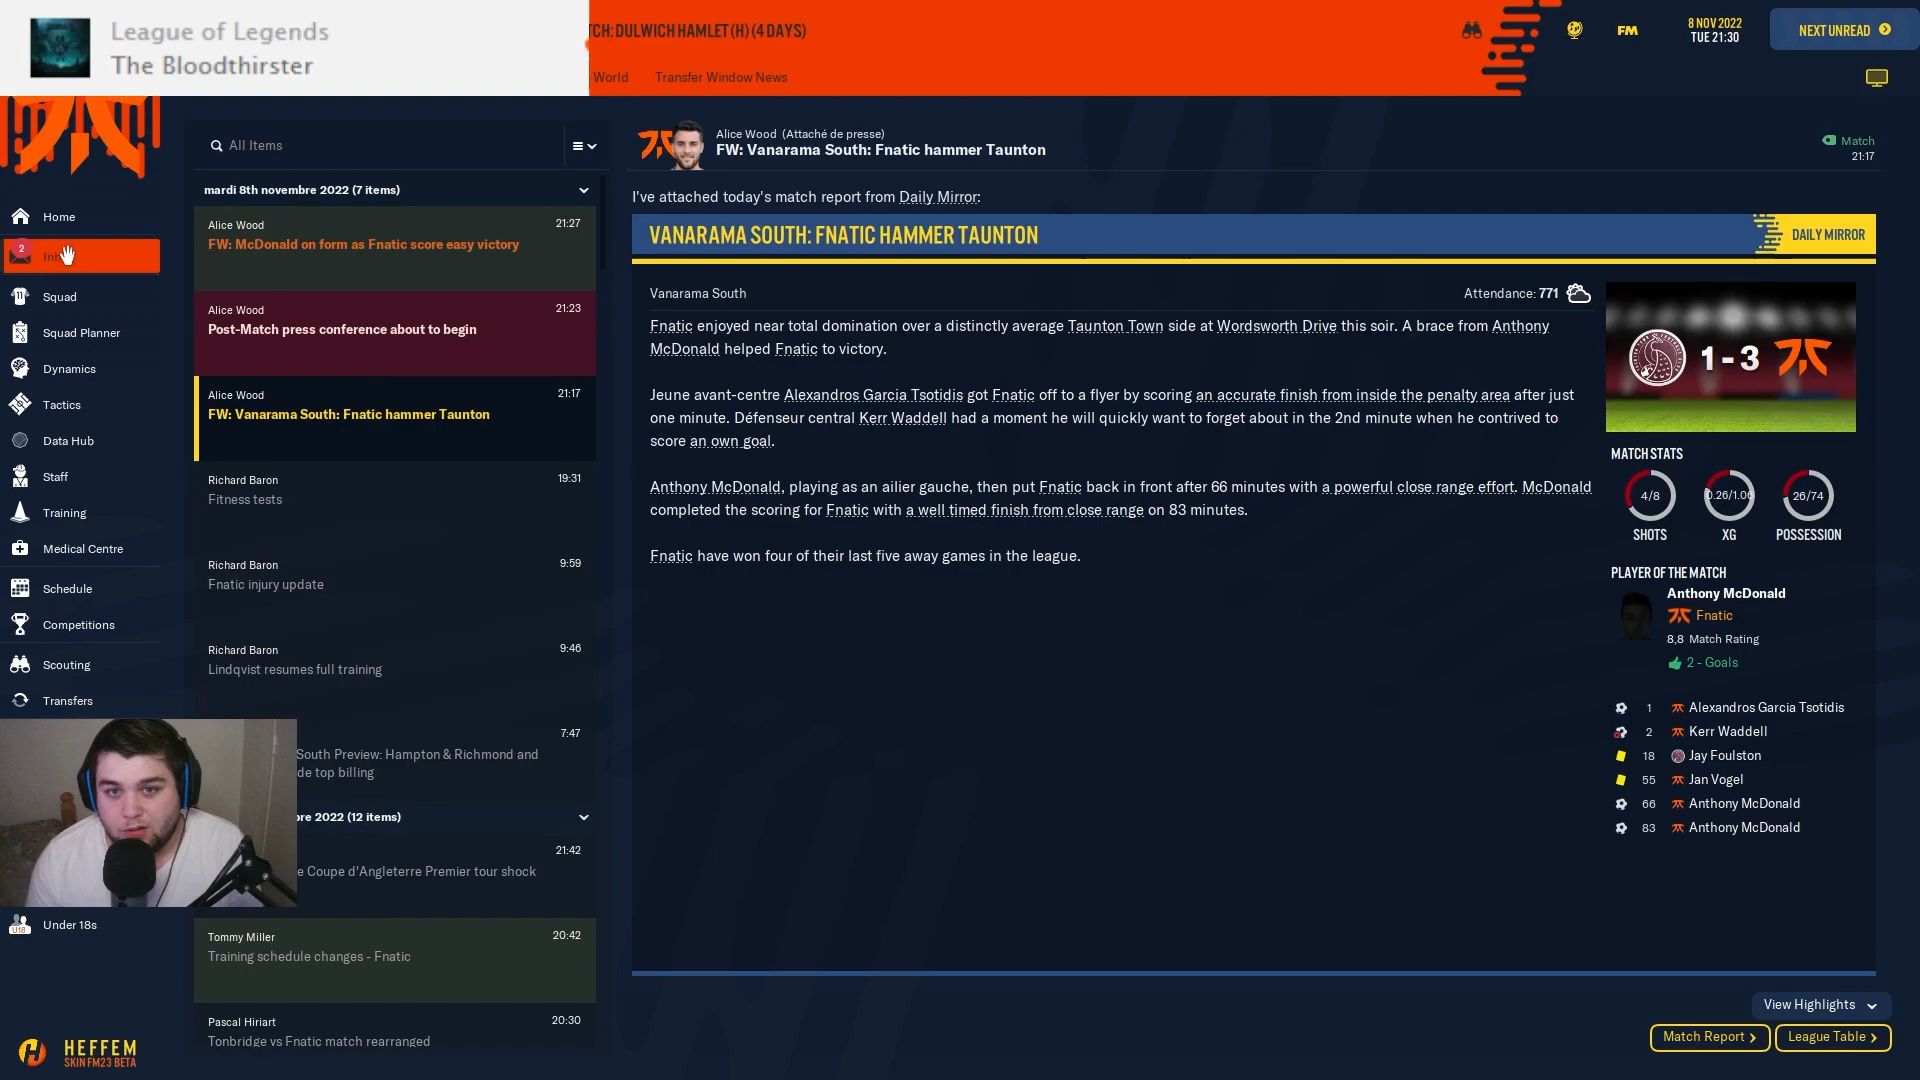 League of Legends
The Bloodthirster
TCH: DULWICH HAMLET (H) (4 DAYS)
World
Transfer Window News
FM
8 NOV 2022
TUE 21:30
NEXT UNREAD
Home
2
Squad
Squad Planner
Dynamics
Tactics
Data Hub
Staff
Training
Medical Centre
Schedule
Competitions
Scouting
Transfers
U18
Under 18s
HEFFEM
SKIN FM23 BETA
All Items
mardi 8th novembre 2022 (7 items)
Alice Wood 21:27
FW: McDonald on form as Fnatic score easy victory
Alice Wood 21:23
Post-Match press conference about to begin
Alice Wood 21:17
FW: Vanarama South: Fnatic hammer Taunton
Richard Baron 19:31
Fitness tests
Richard Baron 9:59
Fnatic injury update
Richard Baron 9:46
Lindqvist resumes full training
7:47
South Preview: Hampton & Richmond and
de top billing
bre 2022 (12 items)
21:42
e Coupe d'Angleterre Premier tour shock
Tommy Miller 20:42
Training schedule changes - Fnatic
Pascal Hiriart 20:30
Tonbridge vs Fnatic match rearranged
Alice Wood (Attaché de presse)
FW: Vanarama South: Fnatic hammer Taunton
Match
21:17
I've attached today's match report from Daily Mirror:
VANARAMA SOUTH: FNATIC HAMMER TAUNTON
DAILY MIRROR
Vanarama South
Attendance: 771
Fnatic enjoyed near total domination over a distinctly average Taunton Town side at Wordsworth Drive this soir. A brace from Anthony
McDonald helped Fnatic to victory.
Jeune avant-centre Alexandros Garcia Tsotidis got Fnatic off to a flyer by scoring an accurate finish from inside the penalty area after just
one minute. Défenseur central Kerr Waddell had a moment he will quickly want to forget about in the 2nd minute when he contrived to
score an own goal.
Anthony McDonald, playing as an ailier gauche, then put Fnatic back in front after 66 minutes with a powerful close range effort. McDonald
completed the scoring for Fnatic with a well timed finish from close range on 83 minutes.
Fnatic have won four of their last five away games in the league.
1 - 3
MATCH STATS
4/8
0.26/1.06
26/74
SHOTS
XG
POSSESSION
PLAYER OF THE MATCH
Anthony McDonald
Fnatic
8,8 Match Rating
2 - Goals
1 Alexandros Garcia Tsotidis
2 Kerr Waddell
18 Jay Foulston
55 Jan Vogel
66 Anthony McDonald
83 Anthony McDonald
View Highlights
Match Report
League Table